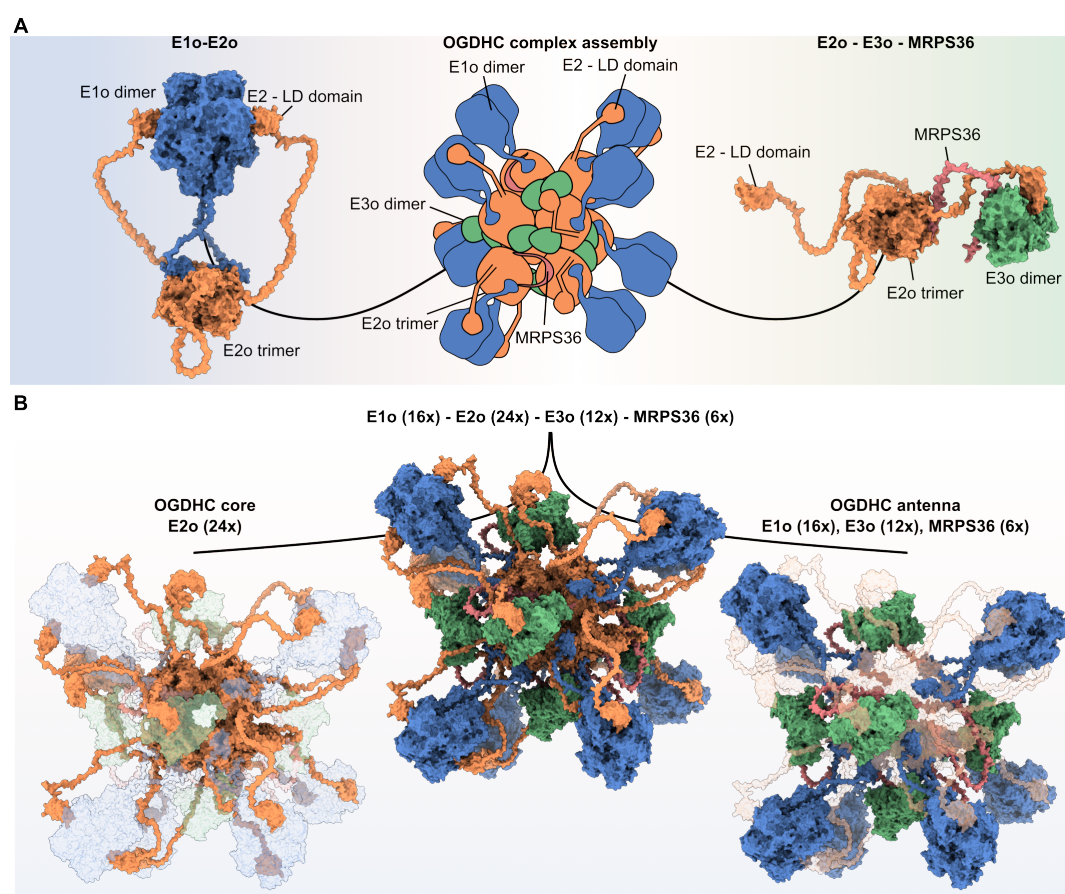 A
E1o-E2o
E1o dimer
E2 - LD domain
E2o trimer
OGDHC complex assembly
E1o dimer
E2 - LD domain
E3o dimer
E2o trimer
MRPS36
E2o - E3o - MRPS36
MRPS36
E2 - LD domain
E2o trimer
E3o dimer
B
E1o (16x) - E2o (24x) - E3o (12x) - MRPS36 (6x)
OGDHC core
E2o (24x)
OGDHC antenna
E1o (16x), E3o (12x), MRPS36 (6x)